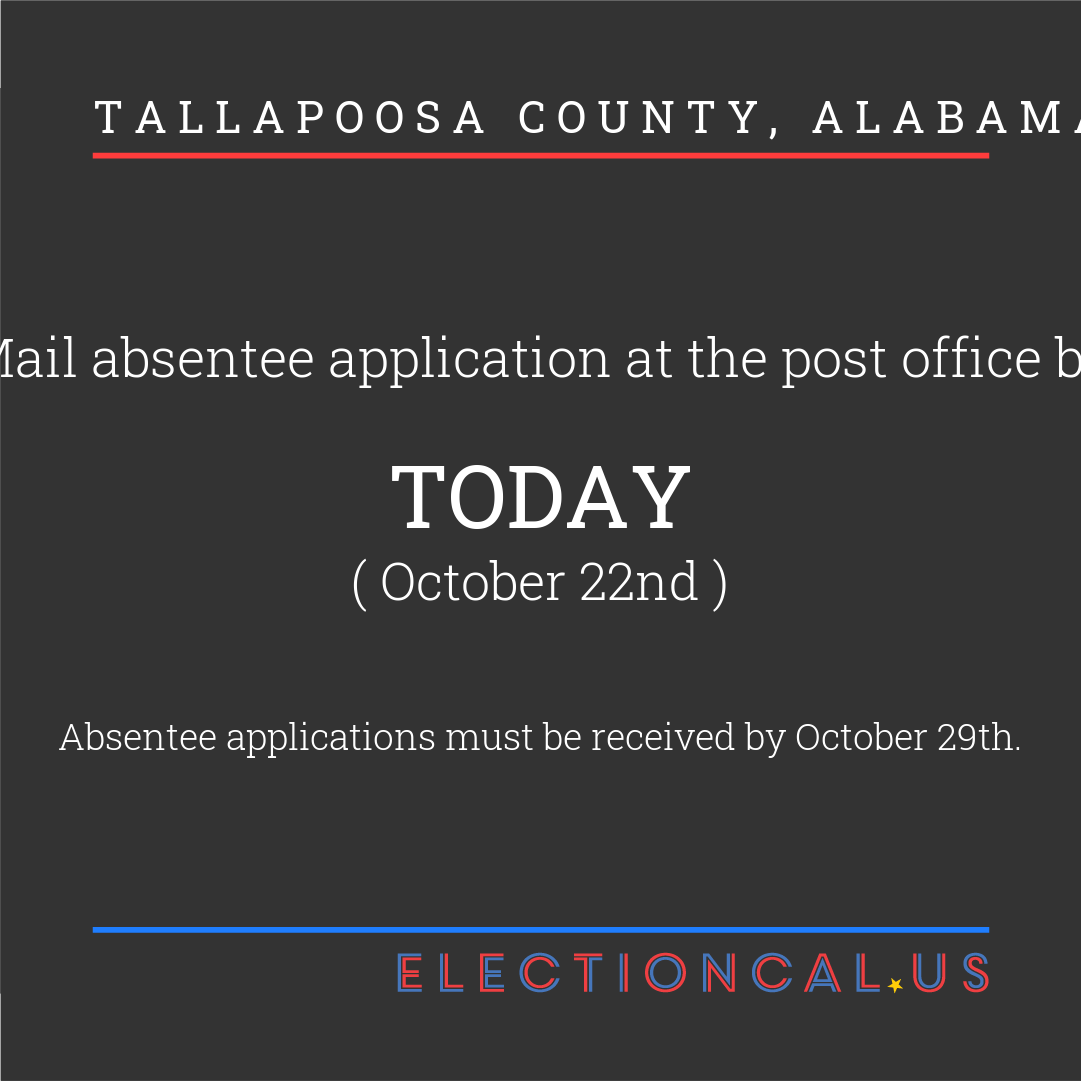 TALLAPOOSA COUNTY, ALABAMA
Mail absentee application at the post office b
TODAY
( October 22nd )
Absentee applications must be received by October 29th.
ELECTIONCAL.US